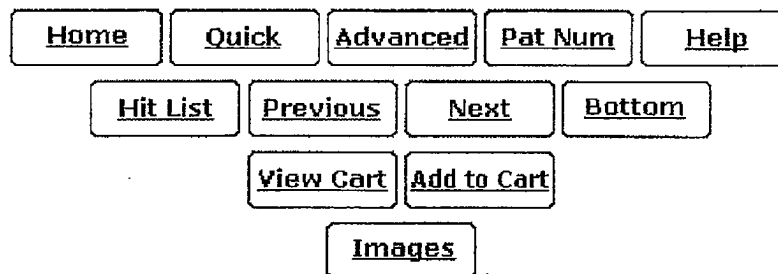 Home Quick Advanced Pat Num Help
Hit List Previous Next Bottom
View Cart Add to Cart
Images